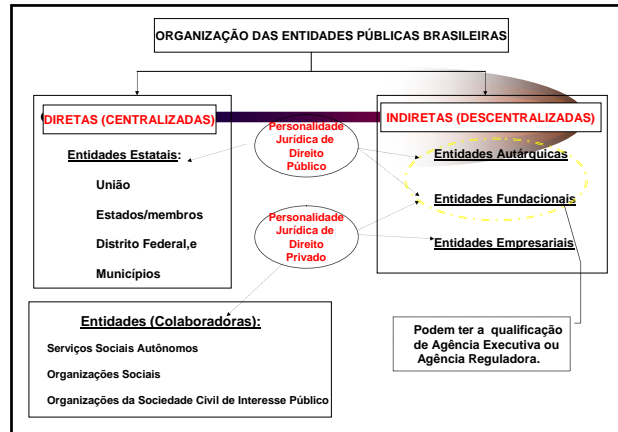 ORGANIZAÇÃO DAS ENTIDADES PÚBLICAS BRASILEIRAS
DIRETAS (CENTRALIZADAS)
INDIRETAS (DESCENTRALIZADAS)
Personalidade
Jurídica de
Direito
Público
Entidades Estatais:
União
Estados/membros
Distrito Federal,e
Municípios
Entidades Autárquicas
Entidades Fundacionais
Entidades Empresariais
Personalidade
Jurídica de
Direito
Privado
Entidades (Colaboradoras):
Serviços Sociais Autônomos
Organizações Sociais
Organizações da Sociedade Civil de Interesse Público
Podem ter a qualificação
de Agência Executiva ou
Agência Reguladora.